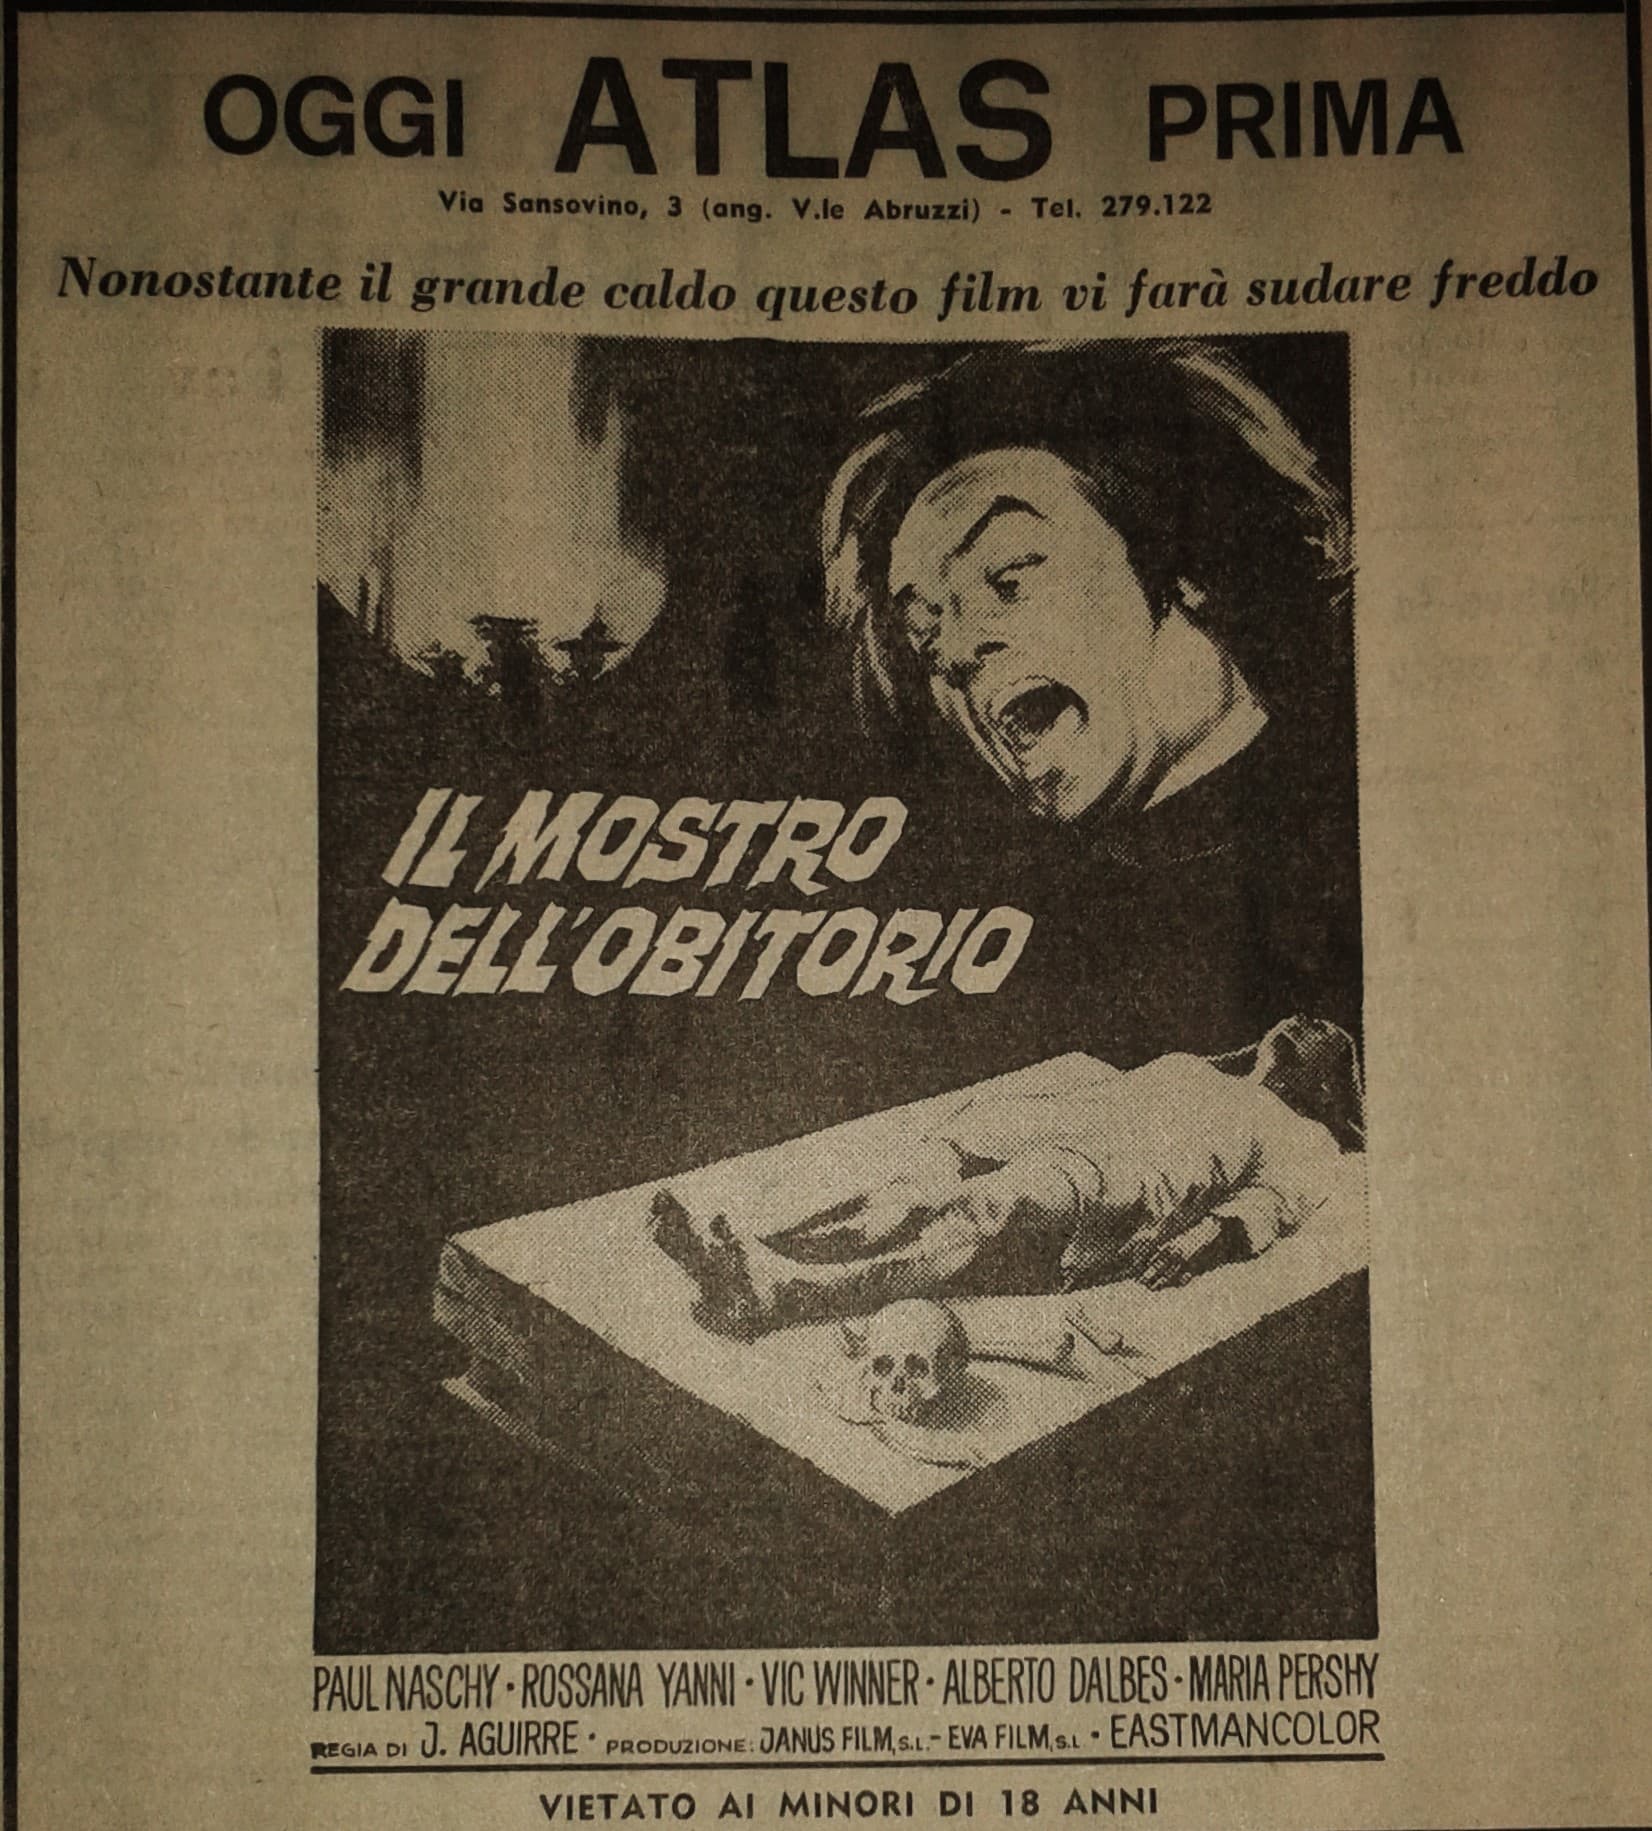 OGGI ATLAS PRIMA
Via Sansovino, 3 (ang. V.le Abruzzi) - Tel. 279.122
Nonostante il grande caldo questo film vi farà sudare freddo
IL MOSTRO
DELL'OBITORIO
PAUL NASCHY · ROSSANA YANNI · VIC WINNER · ALBERTO DALBES · MARIA PERSHY
REGIA DI J. AGUIRRE · PRODUZIONE: JANUS FILM, S.L. - EVA FILM, S.L · EASTMANCOLOR
VIETATO AI MINORI DI 18 ANNI